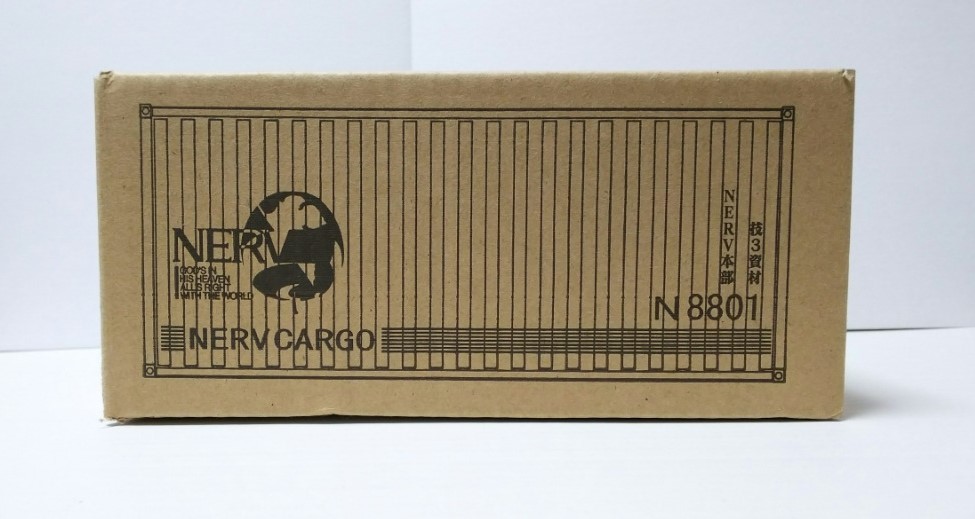 NERV
GOD'S IN
HIS HEAVEN
ALL'S RIGHT
WITH THE WORLD
技3資材
NERV本部
N 8801
NERV CARGO